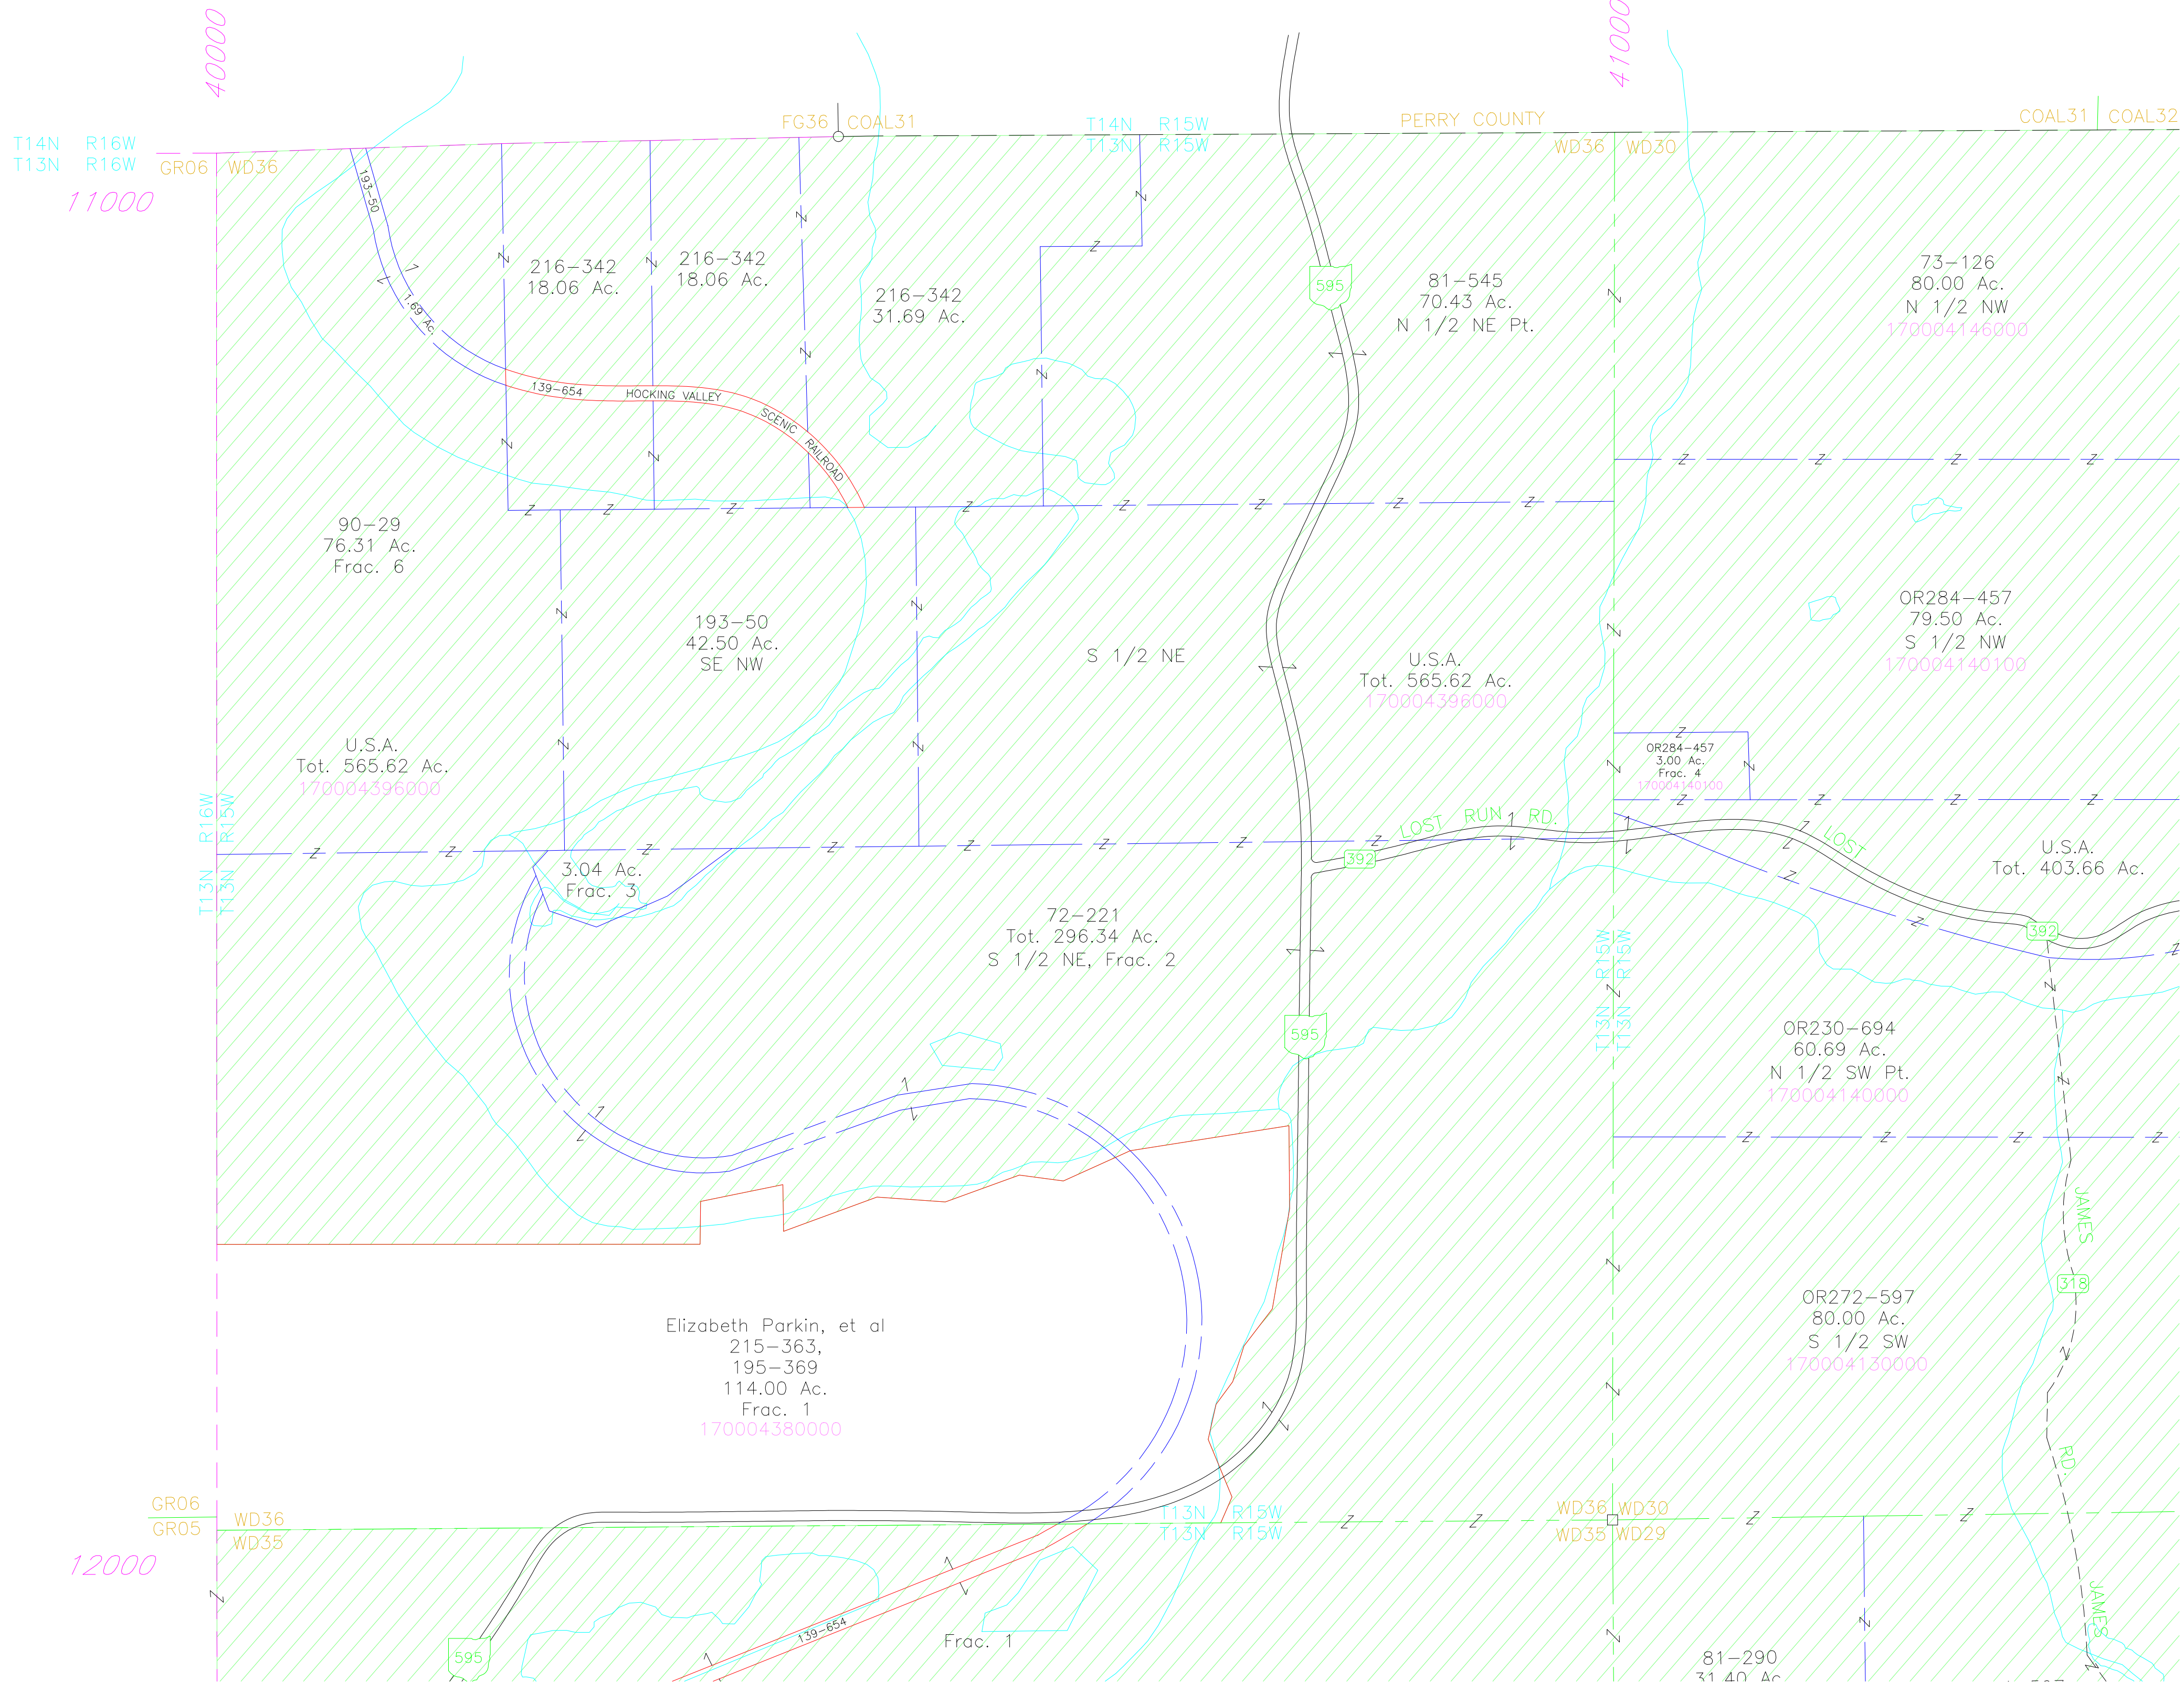 40000
41000
T14N R16W
T13N R16W
GR06
WD36
11000
FG36
COAL31
T14N R15W
T13N R15W
PERRY COUNTY
WD36
WD30
COAL31
COAL32
193-50
1.69 Ac.
216-342
18.06 Ac.
216-342
18.06 Ac.
216-342
31.69 Ac.
595
81-545
70.43 Ac.
N 1/2 NE Pt.
73-126
80.00 Ac.
N 1/2 NW
170004146000
139-654
HOCKING VALLEY
SCENIC RAILROAD
90-29
76.31 Ac.
Frac. 6
193-50
42.50 Ac.
SE NW
S 1/2 NE
U.S.A.
Tot. 565.62 Ac.
170004396000
OR284-457
79.50 Ac.
S 1/2 NW
170004140100
U.S.A.
Tot. 565.62 Ac.
170004396000
OR284-457
3.00 Ac.
Frac. 4
170004140100
T13N R16W
T13N R15W
LOST RUN RD.
392
LOST
U.S.A.
Tot. 403.66 Ac.
3.04 Ac.
Frac. 3
72-221
Tot. 296.34 Ac.
S 1/2 NE, Frac. 2
392
T13N R15W
T13N R15W
595
OR230-694
60.69 Ac.
N 1/2 SW Pt.
170004140000
JAMES
318
RD.
OR272-597
80.00 Ac.
S 1/2 SW
170004130000
Elizabeth Parkin, et al
215-363,
195-369
114.00 Ac.
Frac. 1
170004380000
GR06
GR05
WD36
WD35
12000
T13N R15W
T13N R15W
WD36
WD30
WD35
WD29
JAMES
595
139-654
Frac. 1
81-290
31.40 Ac